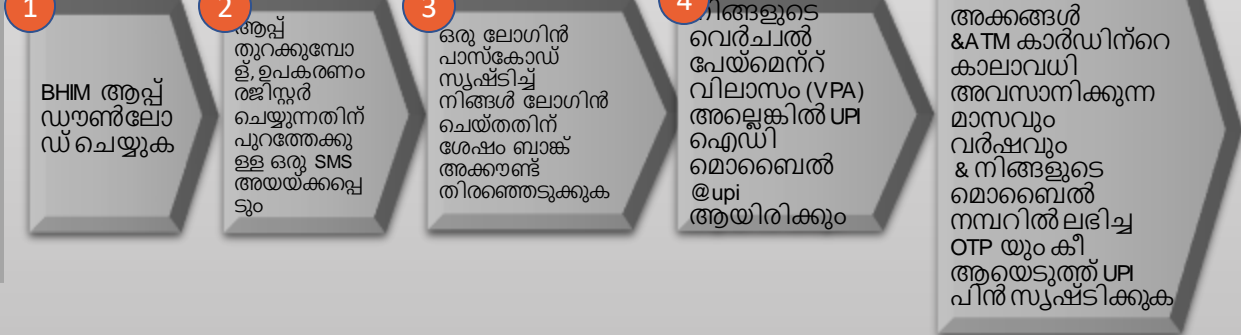 1
BHIM ആപ്പ്
ഡൗൺലോ
ഡ് ചെയ്യുക
2
ആപ്പ്
തുറക്കുമ്പോ
ള്, ഉപകരണം
രജിസ്റ്റർ
ചെയ്യുന്നതിന്
പുറത്തേക്കു
ള്ള ഒരു SMS
അയയ്ക്കപ്പെ
ടും
3
ഒരു ലോഗിൻ
പാസ്കോഡ്
സൃഷ്ടിച്ച്
നിങ്ങൾ ലോഗിൻ
ചെയ്തതിന്
ശേഷം ബാങ്ക്
അക്കൗണ്ട്
തിരഞ്ഞെടുക്കുക
4
നിങ്ങളുടെ
വെർച്വൽ
പേയ്മെന്റ്
വിലാസം (VPA)
അല്ലെങ്കിൽ UPI
ഐഡി
മൊബൈൽ
@upi
ആയിരിക്കും
അക്കങ്ങൾ
&ATM കാർഡിന്റെ
കാലാവധി
അവസാനിക്കുന്ന
മാസവും
വർഷവും
& നിങ്ങളുടെ
മൊബൈൽ
നമ്പറിൽ ലഭിച്ച
OTP യും കീ
ആയെടുത്ത് UPI
പിൻ സൃഷ്ടിക്കുക